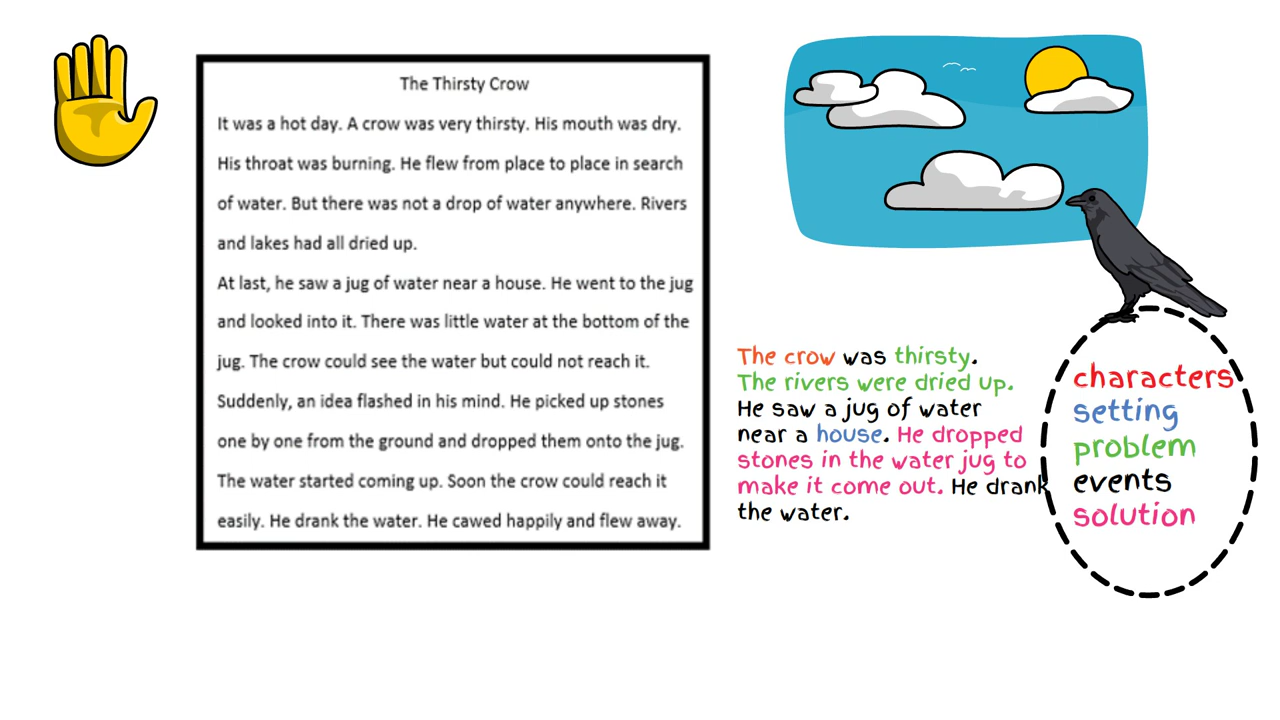 The Thirsty Crow
It was a hot day. A crow was very thirsty. His mouth was dry.
His throat was burning. He flew from place to place in search
of water. But there was not a drop of water anywhere. Rivers
and lakes had all dried up.
At last, he saw a jug of water near a house. He went to the jug
and looked into it. There was little water at the bottom of the
jug. The crow could see the water but could not reach it.
Suddenly, an idea flashed in his mind. He picked up stones
one by one from the ground and dropped them onto the jug.
The water started coming up. Soon the crow could reach it
easily. He drank the water. He cawed happily and flew away.
The crow was thirsty.
The rivers were dried up.
He saw a jug of water
near a house. He dropped
stones in the water jug to
make it come out. He drank
the water.
characters
setting
problem
events
solution